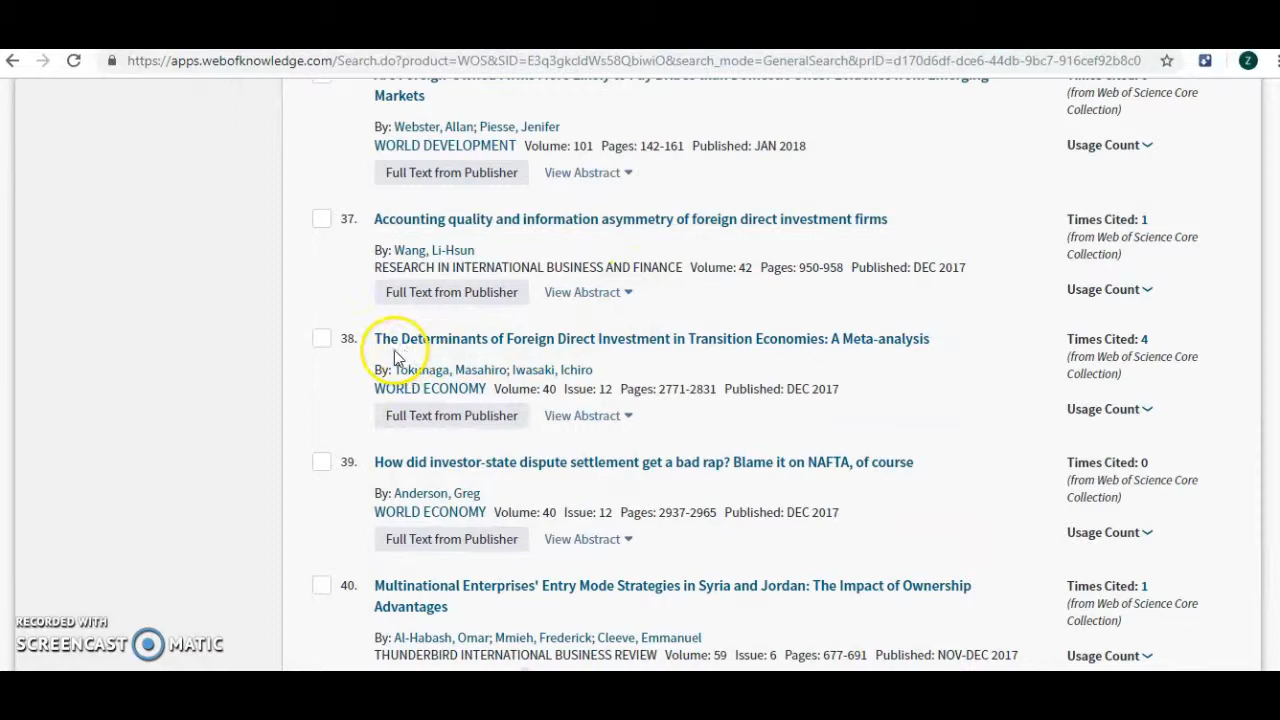 https://apps.webofknowledge.com/Search.do?product=WOS&SID=E3q3gkcIdWs58QbiwiO&search_mode=GeneralSearch&prID=d170d6df-dce6-44db-9bc7-916cef92b8c0
Z
Markets
(from Web of Science Core
Collection)
By: Webster, Allan; Piesse, Jenifer
WORLD DEVELOPMENT Volume: 101 Pages: 142-161 Published: JAN 2018
Usage Count
Full Text from Publisher View Abstract
37. Accounting quality and information asymmetry of foreign direct investment firms
Times Cited: 1
(from Web of Science Core
Collection)
By: Wang, Li-Hsun
RESEARCH IN INTERNATIONAL BUSINESS AND FINANCE Volume: 42 Pages: 950-958 Published: DEC 2017
Usage Count
Full Text from Publisher View Abstract
38. The Determinants of Foreign Direct Investment in Transition Economies: A Meta-analysis
Times Cited: 4
(from Web of Science Core
Collection)
By: Tokunaga, Masahiro; Iwasaki, Ichiro
WORLD ECONOMY Volume: 40 Issue: 12 Pages: 2771-2831 Published: DEC 2017
Usage Count
Full Text from Publisher View Abstract
39. How did investor-state dispute settlement get a bad rap? Blame it on NAFTA, of course
Times Cited: 0
(from Web of Science Core
Collection)
By: Anderson, Greg
WORLD ECONOMY Volume: 40 Issue: 12 Pages: 2937-2965 Published: DEC 2017
Usage Count
Full Text from Publisher View Abstract
40. Multinational Enterprises' Entry Mode Strategies in Syria and Jordan: The Impact of Ownership
Advantages
Times Cited: 1
(from Web of Science Core
Collection)
By: Al-Habash, Omar; Mmieh, Frederick; Cleeve, Emmanuel
THUNDERBIRD INTERNATIONAL BUSINESS REVIEW Volume: 59 Issue: 6 Pages: 677-691 Published: NOV-DEC 2017
Usage Count
RECORDED WITH
SCREENCAST MATIC